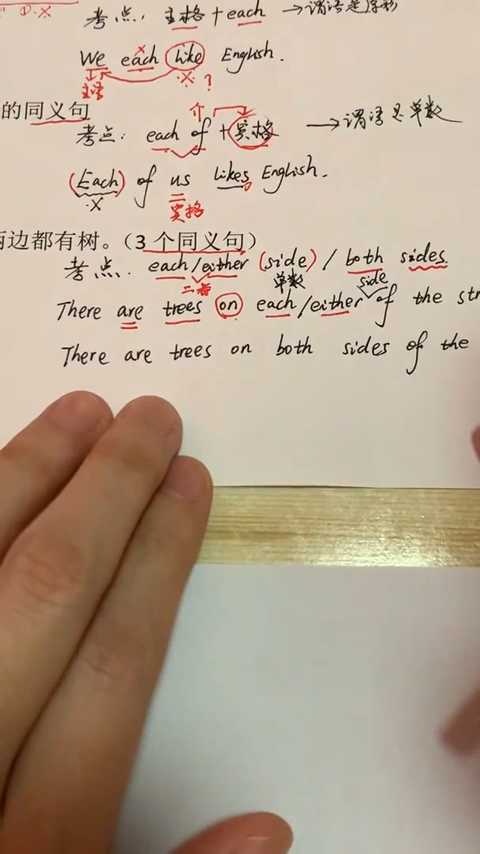 考点: 主格 + each → 谓语是原形
We each like English.
主语 ?
的同义句
介
考点: each of + 宾格 → 谓语是单数
(Each) of us likes English.
宾格
两边都有树。（3 个同义句）
考点. each/either (side) / both sides.
二者 单数 side
There are trees on each/either of the str
There are trees on both sides of the